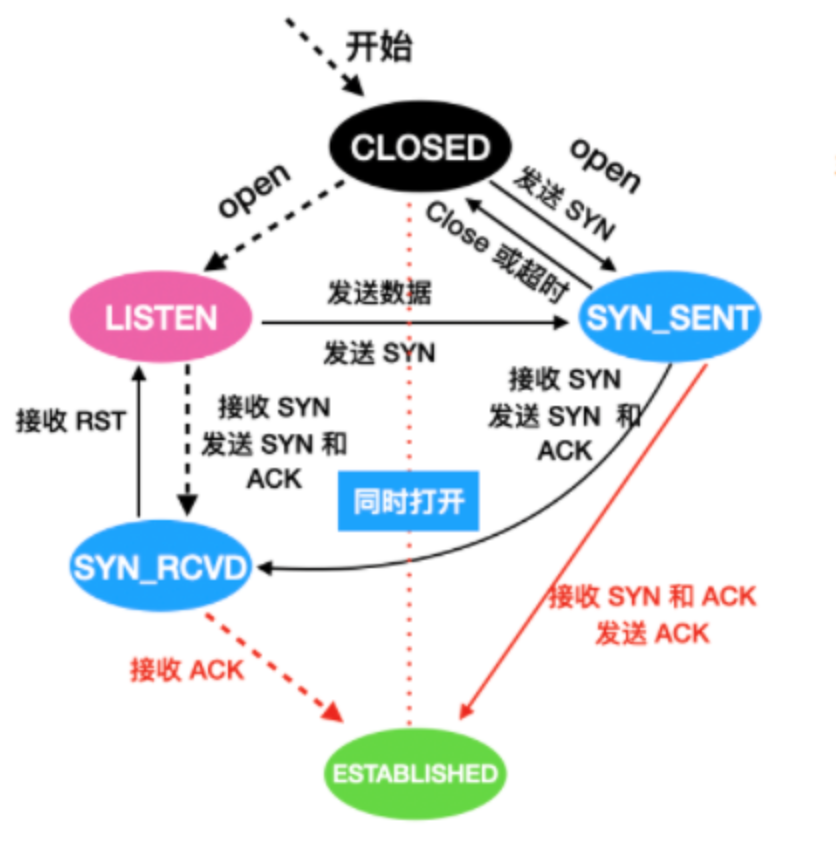 开始
CLOSED
open
open
发送 SYN
Close 或超时
LISTEN
发送数据
发送 SYN
SYN_SENT
接收 RST
接收 SYN
发送 SYN 和
ACK
接收 SYN
发送 SYN 和
ACK
同时打开
SYN_RCVD
接收 SYN 和 ACK
发送 ACK
接收 ACK
ESTABLISHED